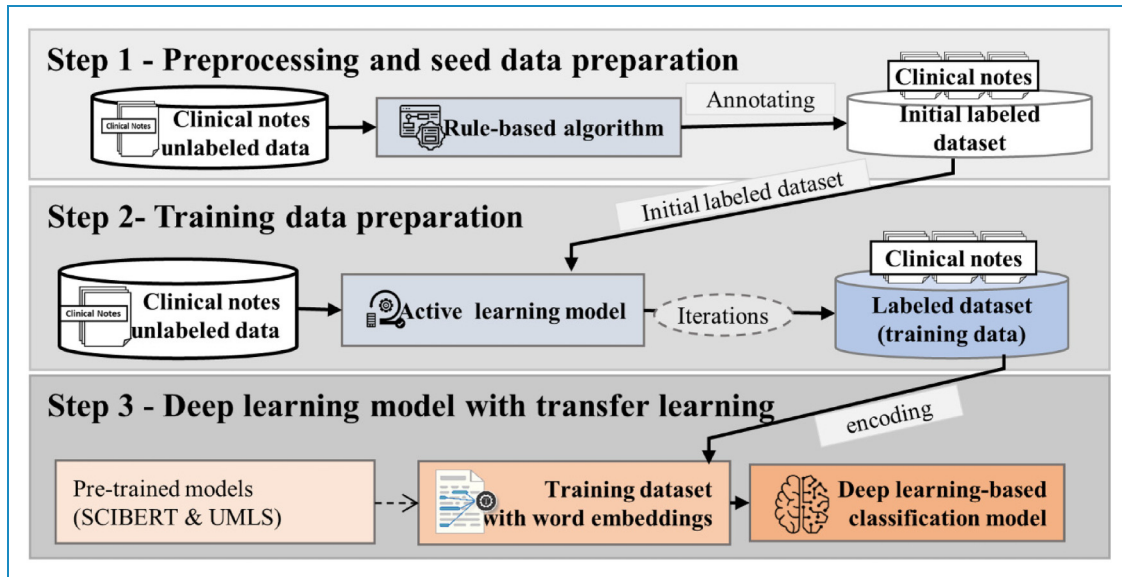 Step 1 - Preprocessing and seed data preparation
Clinical Notes
Clinical notes
unlabeled data
Rule-based algorithm
Annotating
Clinical notes
Initial labeled
dataset
Initial labeled dataset
Step 2- Training data preparation
Clinical Notes
Clinical notes
unlabeled data
Active learning model
Iterations
Clinical notes
Labeled dataset
(training data)
Step 3 - Deep learning model with transfer learning
encoding
Pre-trained models
(SCIBERT & UMLS)
Training dataset
with word embeddings
Deep learning-based
classification model